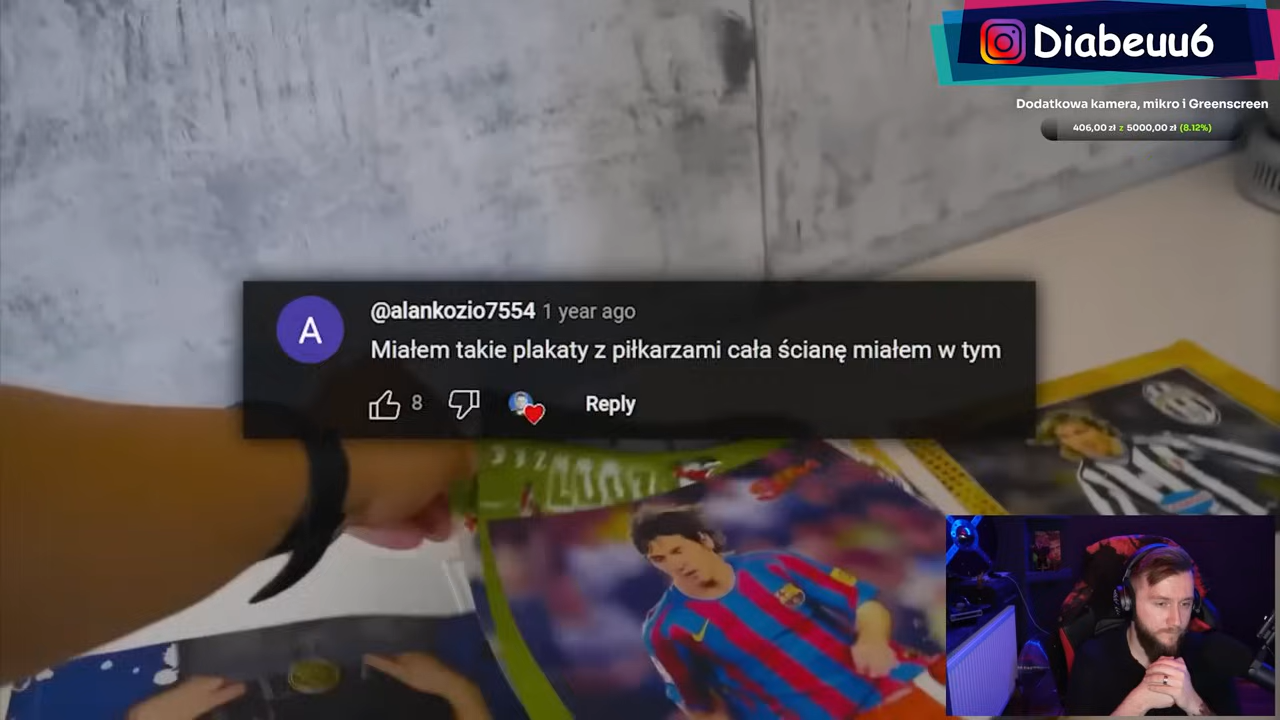 Diabeuu6
Dodatkowa kamera, mikro i Greenscreen
406,00 zł z 5000,00 zł (8.12%)
A
@alankozio7554 1 year ago
Miałem takie plakaty z piłkarzami cała ścianę miałem w tym
8
Reply